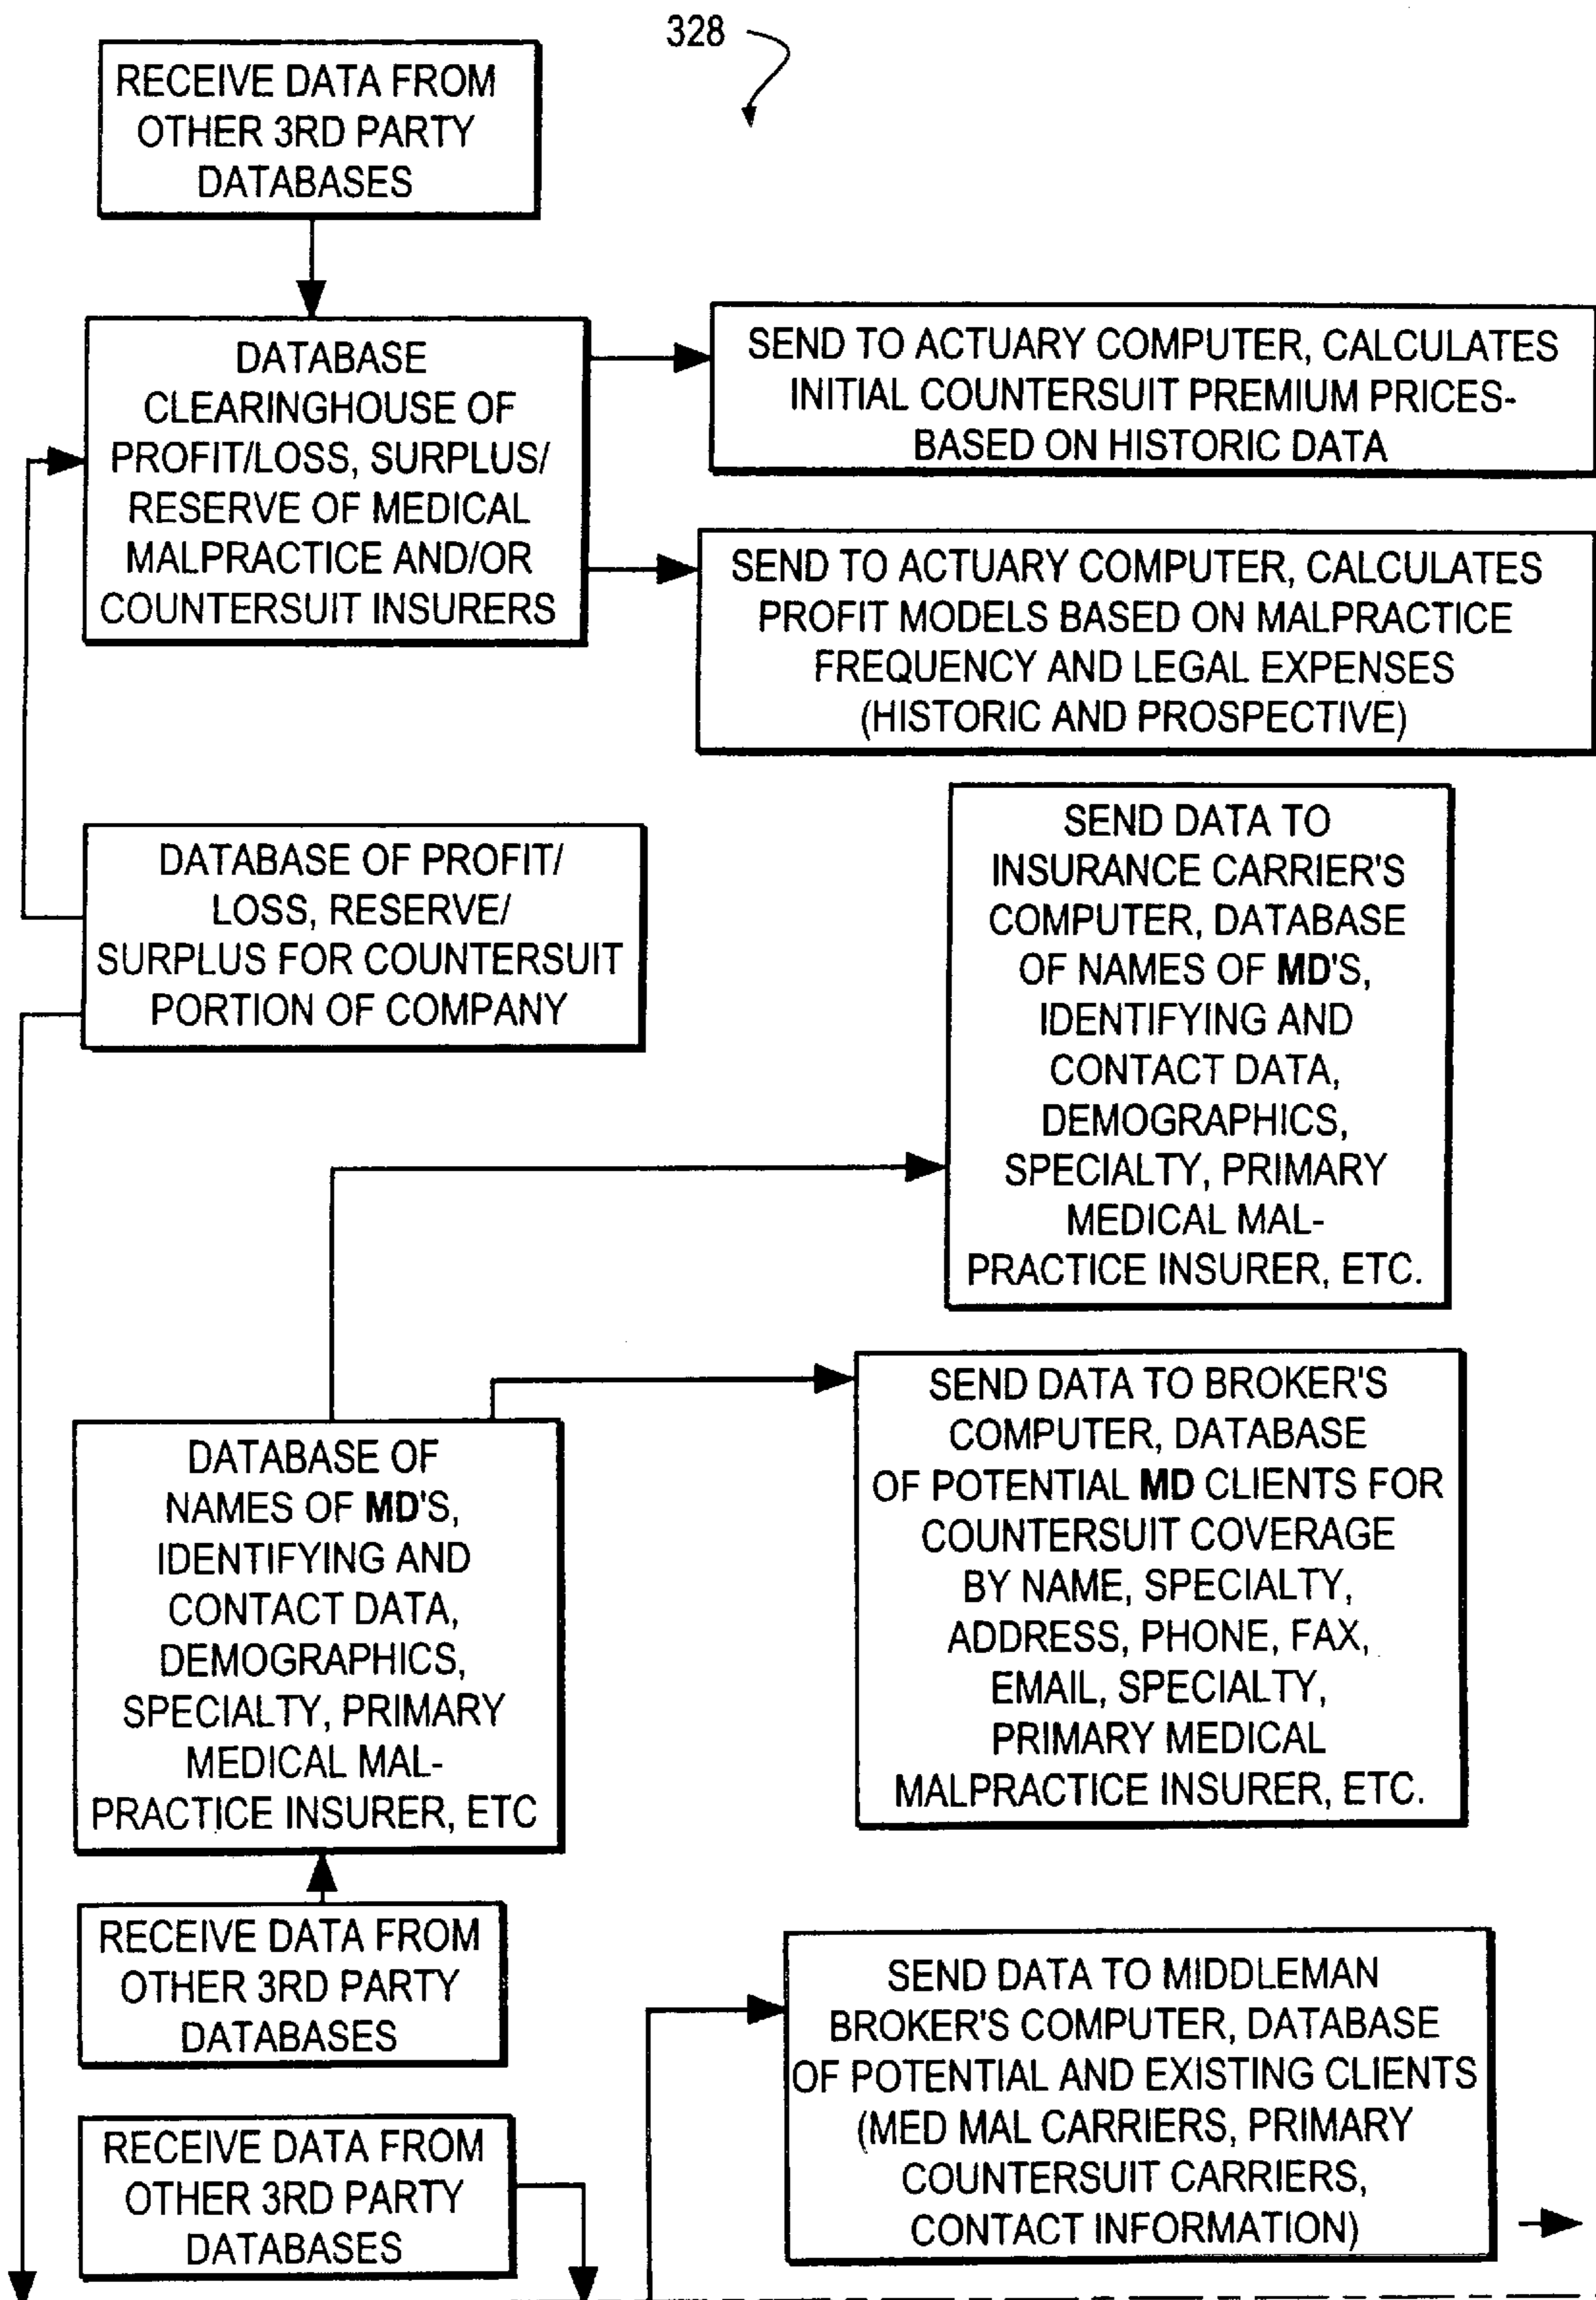 328
RECEIVE DATA FROM
OTHER 3RD PARTY
DATABASES
DATABASE
CLEARINGHOUSE OF
PROFIT/LOSS, SURPLUS/
RESERVE OF MEDICAL
MALPRACTICE AND/OR
COUNTERSUIT INSURERS
SEND TO ACTUARY COMPUTER, CALCULATES
INITIAL COUNTERSUIT PREMIUM PRICES-
BASED ON HISTORIC DATA
SEND TO ACTUARY COMPUTER, CALCULATES
PROFIT MODELS BASED ON MALPRACTICE
FREQUENCY AND LEGAL EXPENSES
(HISTORIC AND PROSPECTIVE)
DATABASE OF PROFIT/
LOSS, RESERVE/
SURPLUS FOR COUNTERSUIT
PORTION OF COMPANY
SEND DATA TO
INSURANCE CARRIER'S
COMPUTER, DATABASE
OF NAMES OF MD'S,
IDENTIFYING AND
CONTACT DATA,
DEMOGRAPHICS,
SPECIALTY, PRIMARY
MEDICAL MAL-
PRACTICE INSURER, ETC.
DATABASE OF
NAMES OF MD'S,
IDENTIFYING AND
CONTACT DATA,
DEMOGRAPHICS,
SPECIALTY, PRIMARY
MEDICAL MAL-
PRACTICE INSURER, ETC
SEND DATA TO BROKER'S
COMPUTER, DATABASE
OF POTENTIAL MD CLIENTS FOR
COUNTERSUIT COVERAGE
BY NAME, SPECIALTY,
ADDRESS, PHONE, FAX,
EMAIL, SPECIALTY,
PRIMARY MEDICAL
MALPRACTICE INSURER, ETC.
RECEIVE DATA FROM
OTHER 3RD PARTY
DATABASES
RECEIVE DATA FROM
OTHER 3RD PARTY
DATABASES
SEND DATA TO MIDDLEMAN
BROKER'S COMPUTER, DATABASE
OF POTENTIAL AND EXISTING CLIENTS
(MED MAL CARRIERS, PRIMARY
COUNTERSUIT CARRIERS,
CONTACT INFORMATION)